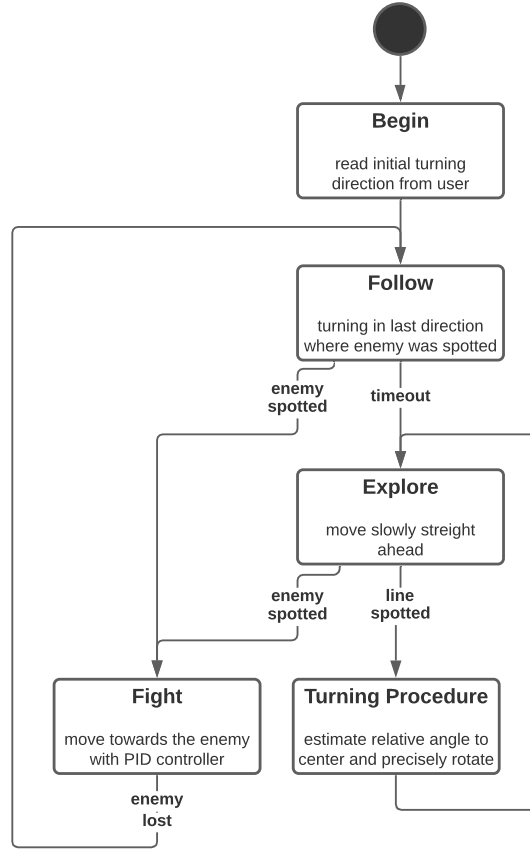 Begin
read initial turning
direction from user
Follow
turning in last direction
where enemy was spotted
enemy
spotted
timeout
Explore
move slowly streight
ahead
enemy
spotted
line
spotted
Fight
move towards the enemy
with PID controller
Turning Procedure
estimate relative angle to
center and precisely rotate
enemy
lost